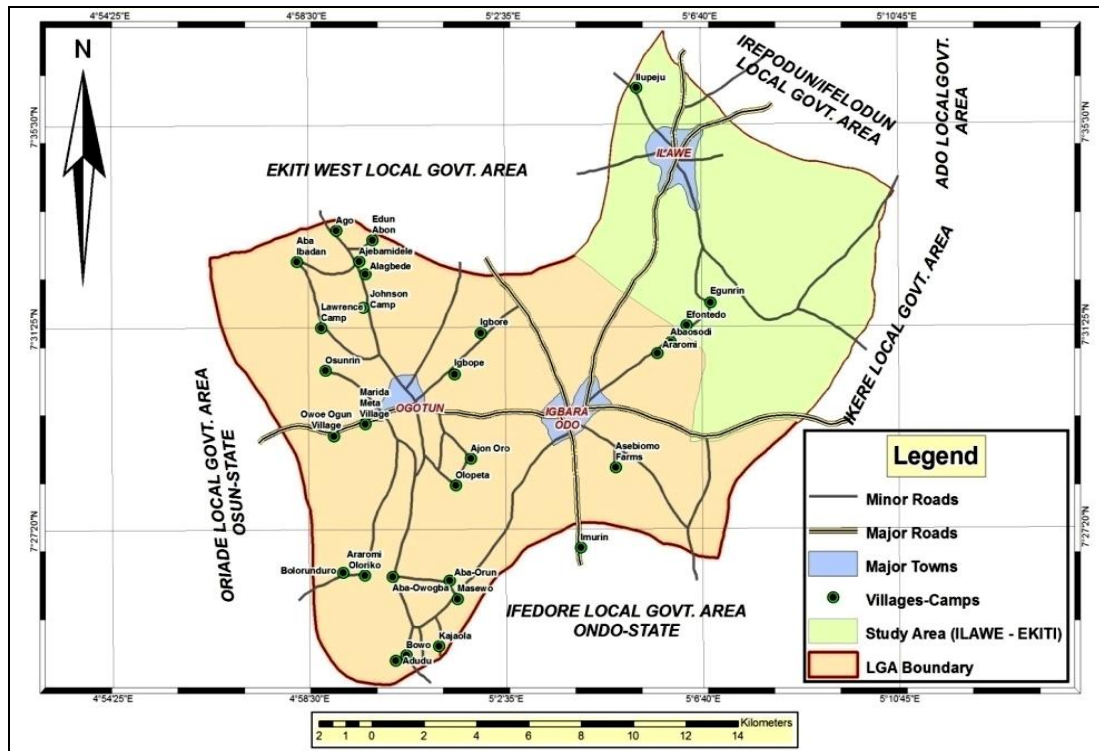 4°54'25"E
4°58'30"E
5°2'35"E
5°6'40"E
5°10'45"E
N
IREPODUN/IFELODUN
LOCAL GOVT. AREA
ADO LOCALGOVT.
AREA
Ilupeju
7°35'30"N
7°35'30"N
ILAWE
EKITI WEST LOCAL GOVT. AREA
Ago
Edun
Abon
Aba
Ibadan
Ajebamidele
Alagbede
Johnson
Camp
Lawrence
Camp
Egunrin
Efontedo
Abaosodi
Araromi
Igbore
Igbope
7°31'25"N
7°31'25"N
IKERE LOCAL GOVT. AREA
Osunrin
Marida
Meta
Village
OGOTUN
IGBARA
ODO
Owoe Ogun
Village
Ajon Oro
Olopeta
Asebiomo
Farms
ORIADE LOCAL GOVT. AREA
OSUN-STATE
7°27'20"N
7°27'20"N
Imurin
Araromi
Oloriko
Bolorunduro
Aba-Owogba
Aba-Orun
Masewo
IFEDORE LOCAL GOVT. AREA
ONDO-STATE
Kajaola
Bowo
Adudu
Legend
Minor Roads
Major Roads
Major Towns
Villages-Camps
Study Area (ILAWE - EKITI)
LGA Boundary
4°54'25"E
4°58'30"E
5°2'35"E
5°6'40"E
5°10'45"E
Kilometers
2 1 0 2 4 6 8 10 12 14